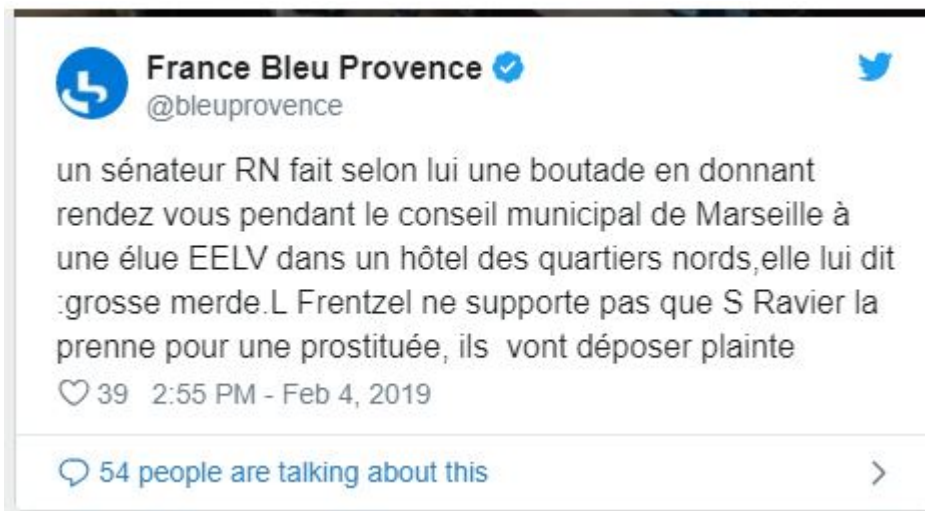 France Bleu Provence
@bleuprovence
un sénateur RN fait selon lui une boutade en donnant
rendez vous pendant le conseil municipal de Marseille à
une élue EELV dans un hôtel des quartiers nords,elle lui dit
:grosse merde.L Frentzel ne supporte pas que S Ravier la
prenne pour une prostituée, ils  vont déposer plainte
39 2:55 PM - Feb 4, 2019
54 people are talking about this